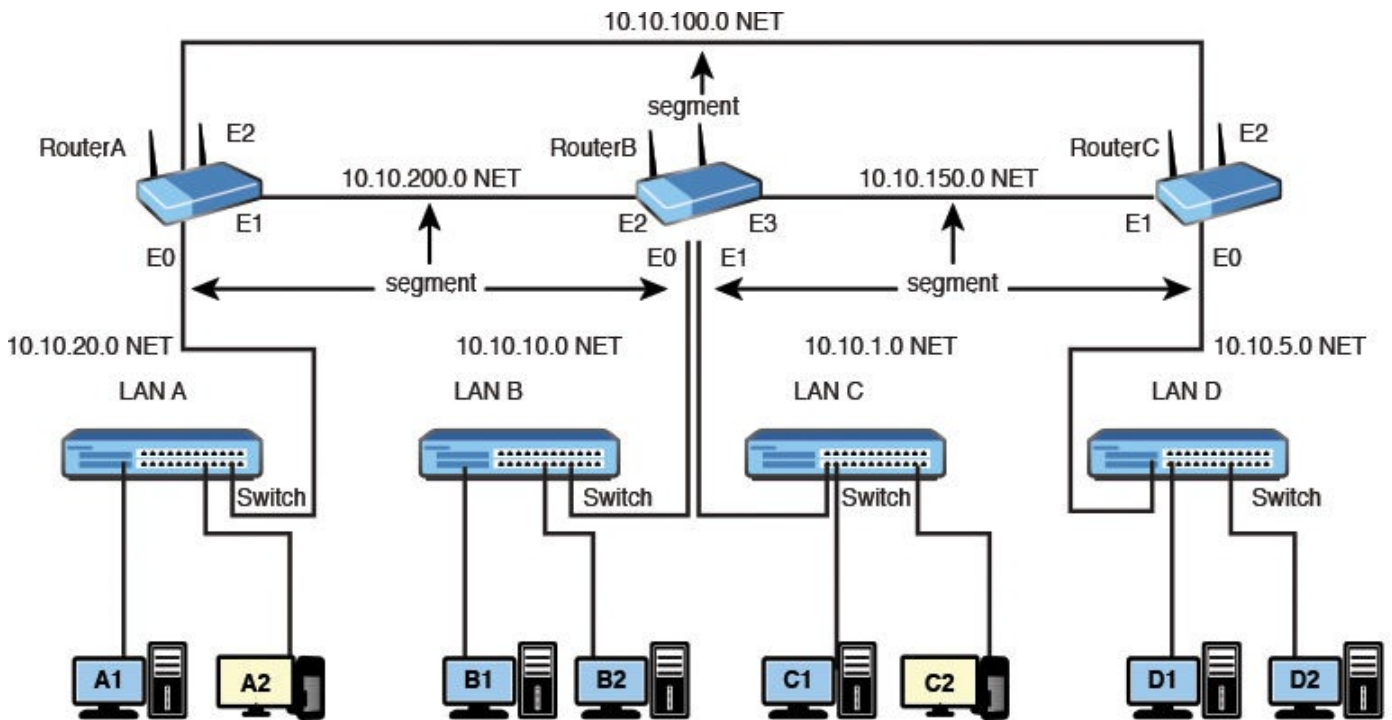 10.10.100.0 NET
segment
RouterA
E2
RouterB
RouterC
E2
10.10.200.0 NET
10.10.150.0 NET
E1
E2
E3
E1
E0
E0
E1
E0
segment
segment
10.10.20.0 NET
10.10.10.0 NET
10.10.1.0 NET
10.10.5.0 NET
LAN A
LAN B
LAN C
LAN D
Switch
Switch
Switch
Switch
A1
A2
B1
B2
C1
C2
D1
D2